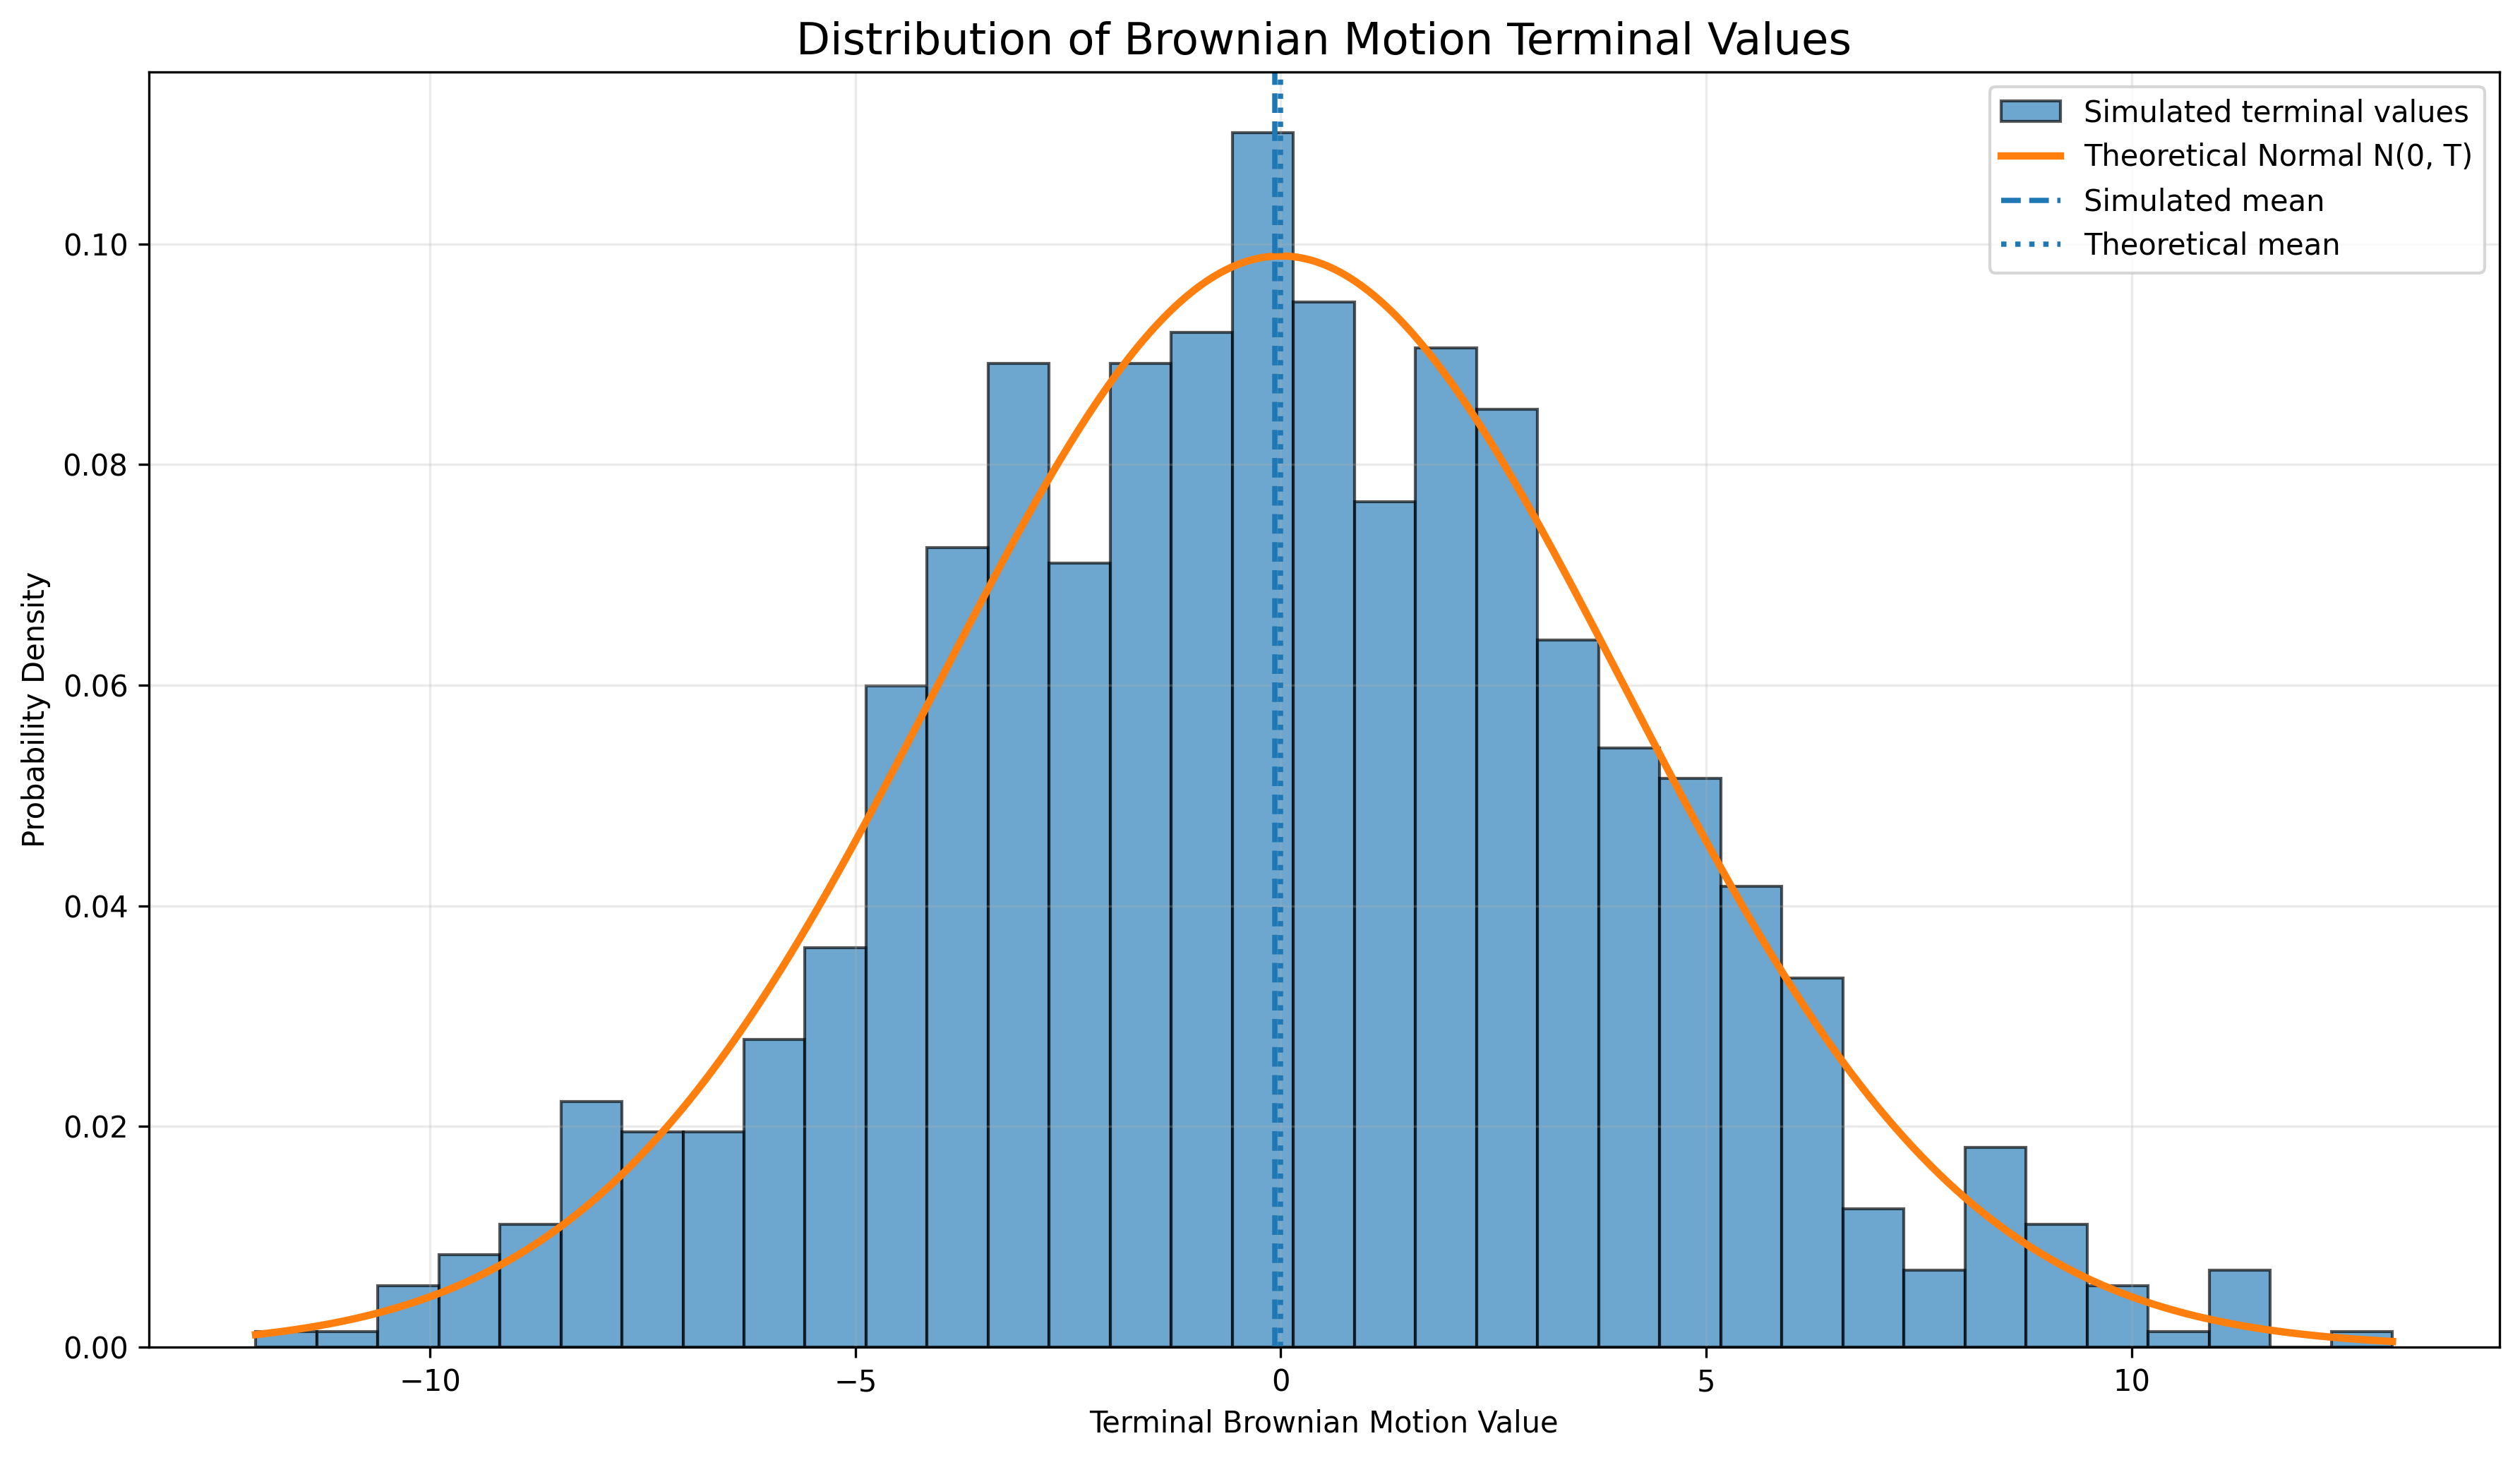 Distribution of Brownian Motion Terminal Values
Simulated terminal values
Theoretical Normal N(0, T)
Simulated mean
Theoretical mean
Probability Density
0.10
0.08
0.06
0.04
0.02
0.00
−10
−5
0
5
10
Terminal Brownian Motion Value